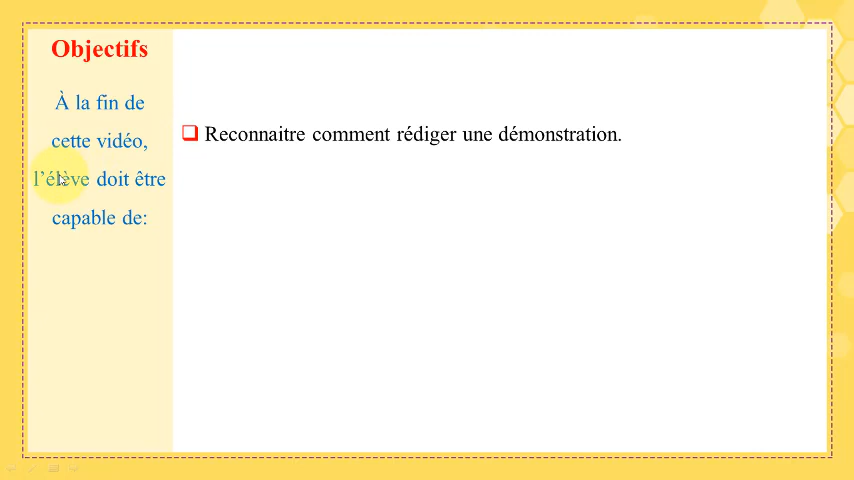 Objectifs
À la fin de
cette vidéo,
l’élève doit être
capable de:
Reconnaitre comment rédiger une démonstration.